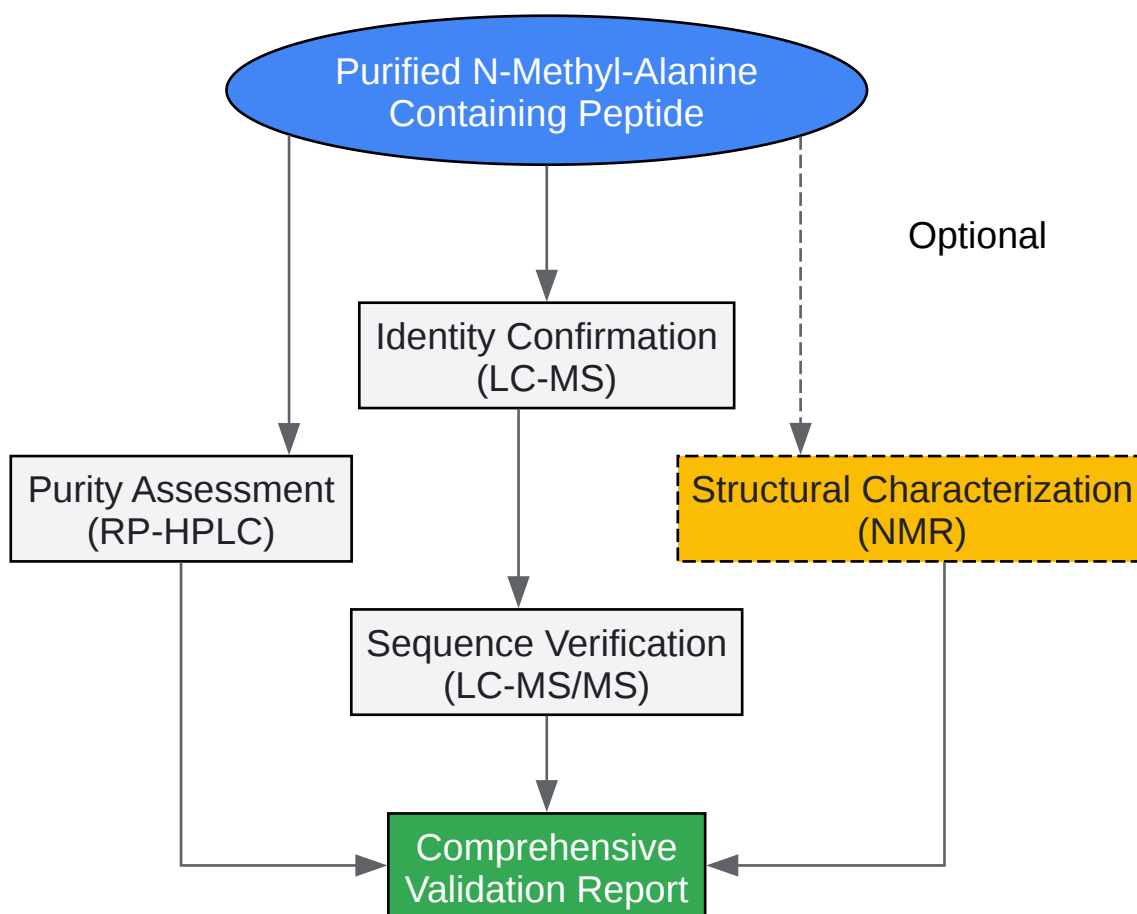 Purified N-Methyl-Alanine
Containing Peptide
Optional
Identity Confirmation
(LC-MS)
Purity Assessment
(RP-HPLC)
Structural Characterization
(NMR)
Sequence Verification
(LC-MS/MS)
Comprehensive
Validation Report